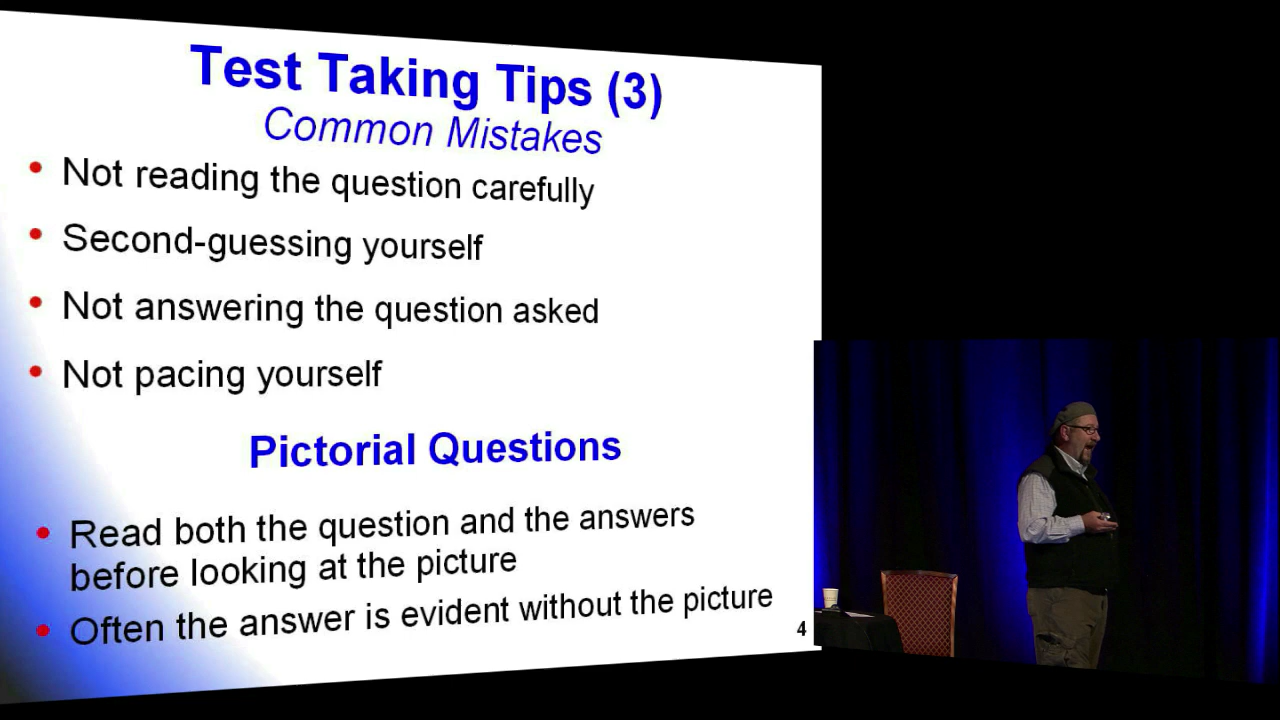 Test Taking Tips (3)
Common Mistakes
• Not reading the question carefully
• Second-guessing yourself
• Not answering the question asked
• Not pacing yourself
Pictorial Questions
• Read both the question and the answers
before looking at the picture
• Often the answer is evident without the picture
4